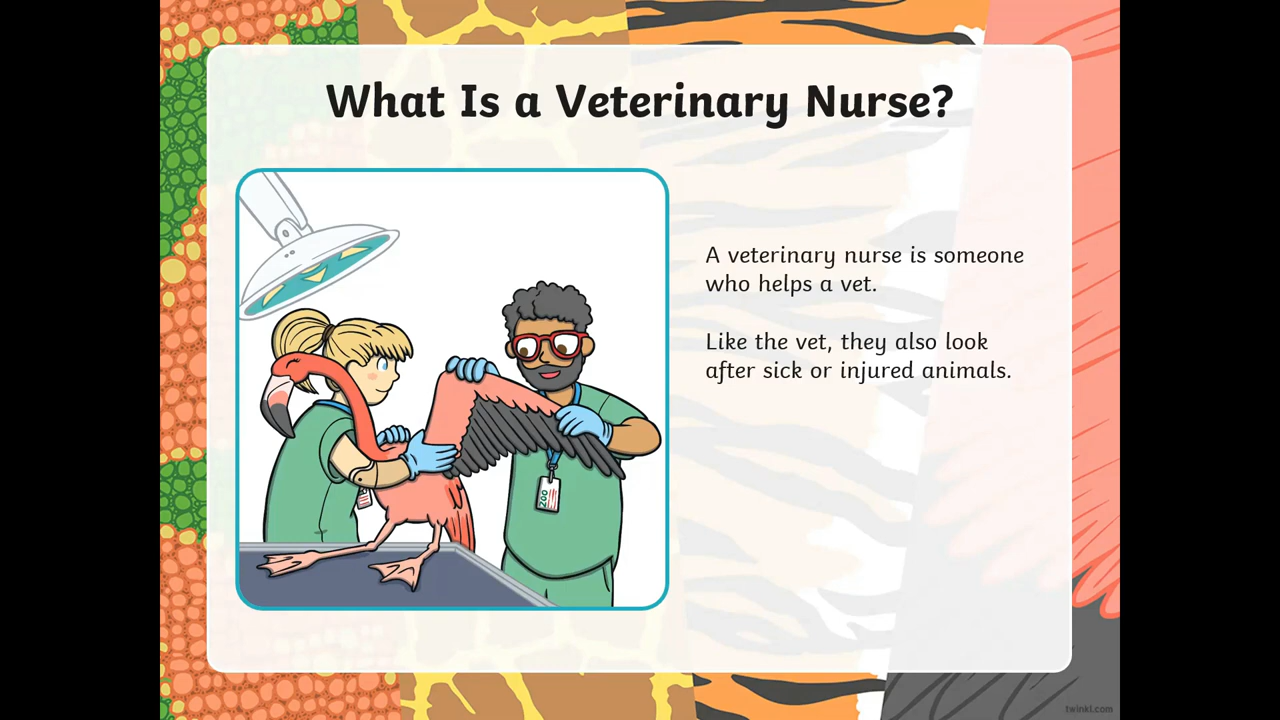 What Is a Veterinary Nurse?
A veterinary nurse is someone
who helps a vet.
Like the vet, they also look
after sick or injured animals.
ZOO
twinkl.com